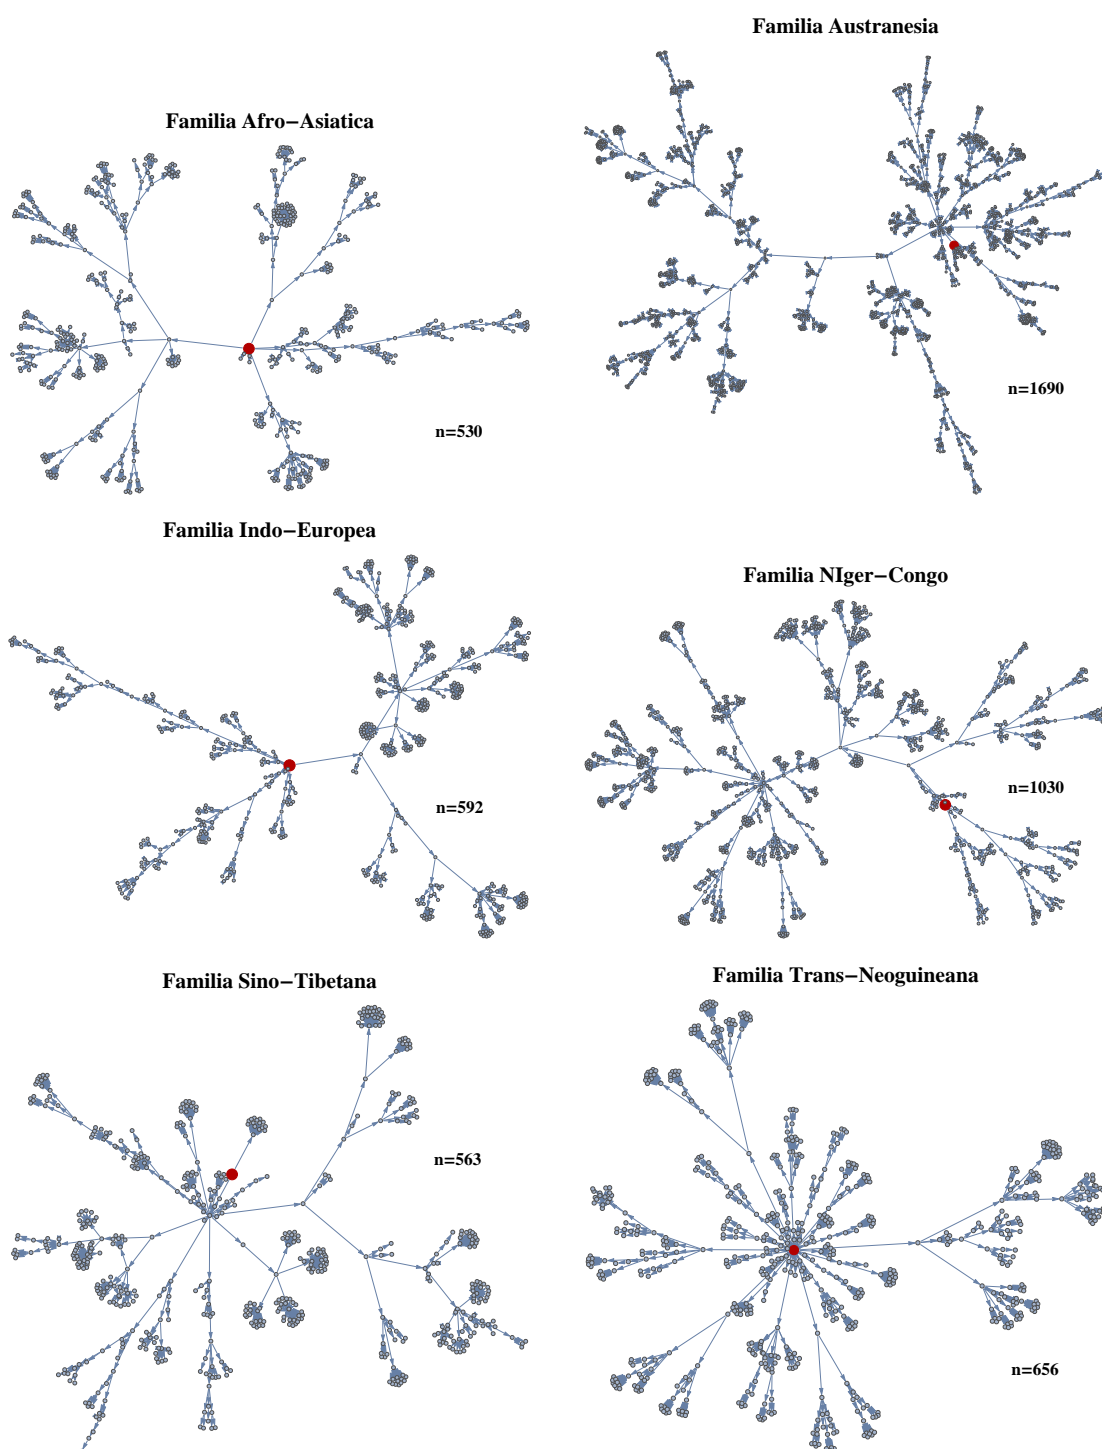 Familia Austranesia
Familia Afro−Asiatica
n=1690
n=530
Familia Indo−Europea
Familia NIger−Congo
n=1030
n=592
Familia Trans−Neoguineana
Familia Sino−Tibetana
n=563
n=656